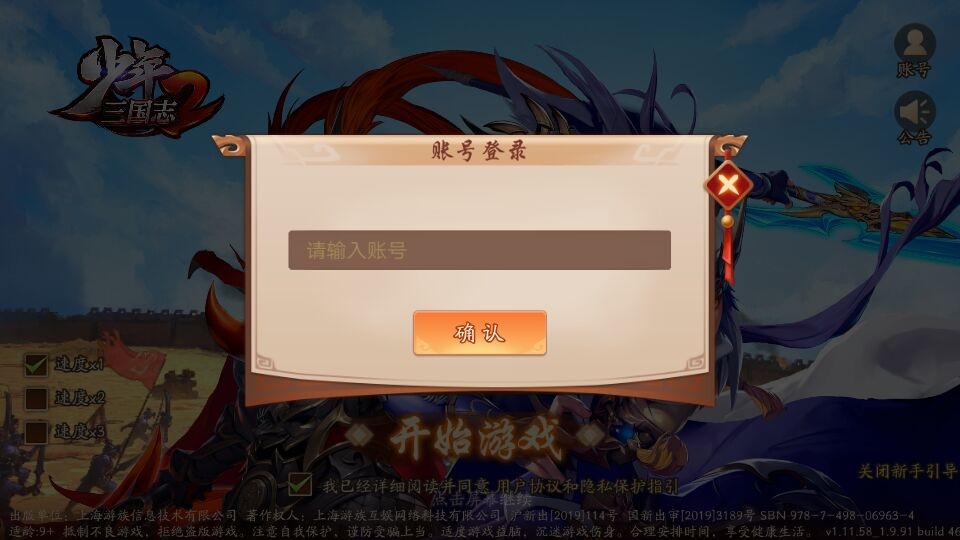 少年
三国志2
账号
公告
账号登录
请输入账号
确认
速度x1
速度x2
速度x3
开始游戏
关闭新手引导
我已经详细阅读并同意 用户协议和隐私保护指引
点击屏幕继续
出版单位：上海游族信息技术有限公司 著作权人：上海游族互娱网络科技有限公司 沪新出[2019]114号 国新出审[2019]3189号 SBN 978-7-498-06963-4
适龄:9+ 抵制不良游戏，拒绝盗版游戏。注意自我保护，谨防受骗上当。适度游戏益脑，沉迷游戏伤身。合理安排时间，享受健康生活。 v1.11.58_1.9.91 build 46